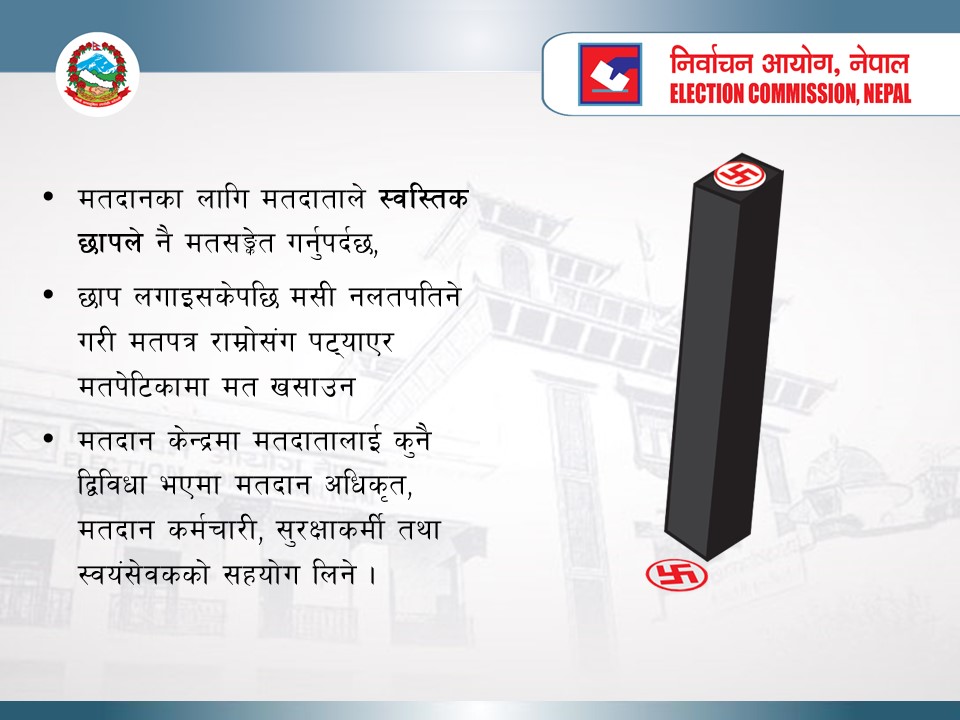 निर्वाचन आयोग, नेपाल
ELECTION COMMISSION, NEPAL
• मतदानका लागि मतदाताले स्वस्तिक
छापले नै मतसङ्केत गर्नुपर्दछ,
• छाप लगाइसकेपछि मसी नलतपतिने
गरी मतपत्र राम्रोसंग पट्याएर
मतपेटिकामा मत खसाउन
• मतदान केन्द्रमा मतदातालाई कुनै
द्विविधा भएमा मतदान अधिकृत,
मतदान कर्मचारी, सुरक्षाकर्मी तथा
स्वयंसेवकको सहयोग लिने ।